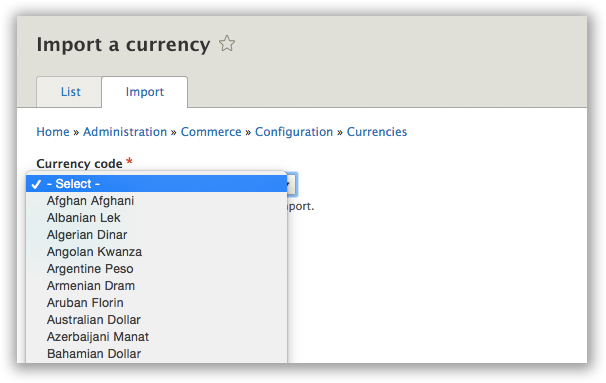 Import a currency
List Import
Home » Administration » Commerce » Configuration » Currencies
Currency code *
- Select -
Afghan Afghani
port.
Albanian Lek
Algerian Dinar
Angolan Kwanza
Argentine Peso
Armenian Dram
Aruban Florin
Australian Dollar
Azerbaijani Manat
Bahamian Dollar